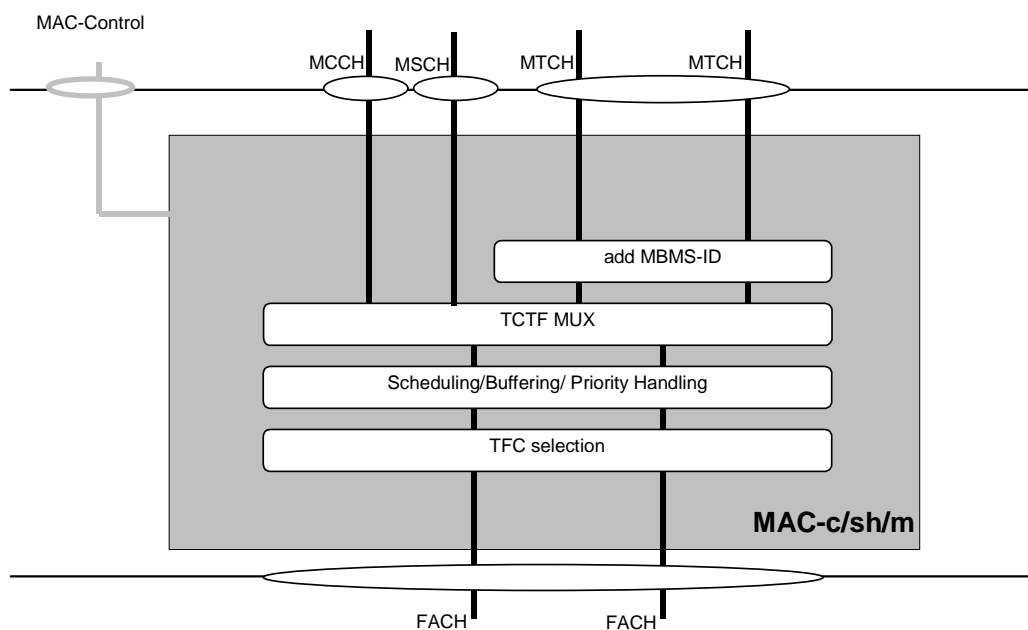 MAC-Control
MCCH
MSCH
MTCH
MTCH
add MBMS-ID
TCTF MUX
Scheduling/Buffering/ Priority Handling
TFC selection
MAC-c/sh/m
FACH
FACH